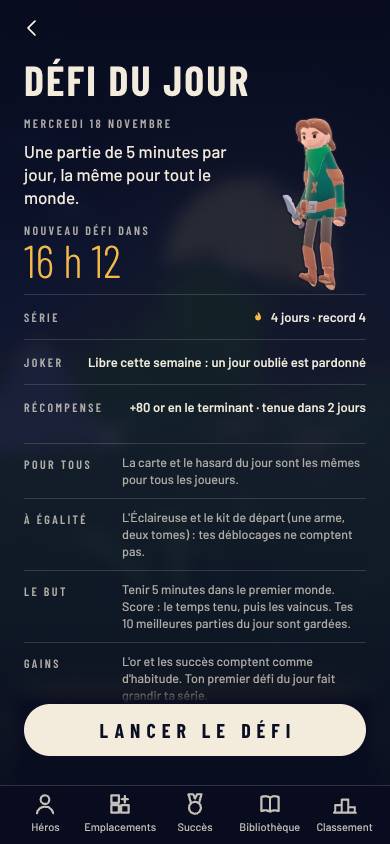 DÉFI DU JOUR
MERCREDI 18 NOVEMBRE
Une partie de 5 minutes par
jour, la même pour tout le
monde.
NOUVEAU DÉFI DANS
16 h 12
SÉRIE 4 jours · record 4
JOKER Libre cette semaine : un jour oublié est pardonné
RÉCOMPENSE +80 or en le terminant · tenue dans 2 jours
POUR TOUS La carte et le hasard du jour sont les mêmes
pour tous les joueurs.
À ÉGALITÉ L'Éclaireuse et le kit de départ (une arme,
deux tomes) : tes déblocages ne comptent
pas.
LE BUT Tenir 5 minutes dans le premier monde.
Score : le temps tenu, puis les vaincus. Tes
10 meilleures parties du jour sont gardées.
GAINS L'or et les succès comptent comme
d'habitude. Ton premier défi du jour fait
grandir ta série.
LANCER LE DÉFI
Héros Emplacements Succès Bibliothèque Classement